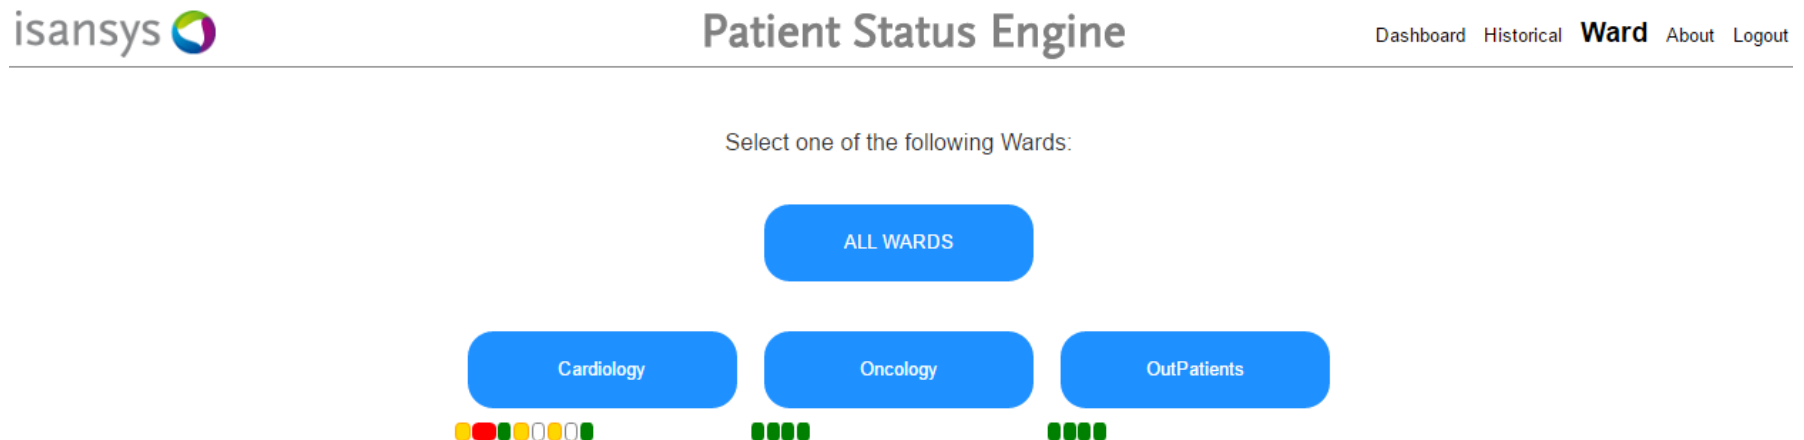 isansys
Patient Status Engine
Dashboard Historical Ward About Logout
Select one of the following Wards:
ALL WARDS
Cardiology Oncology OutPatients